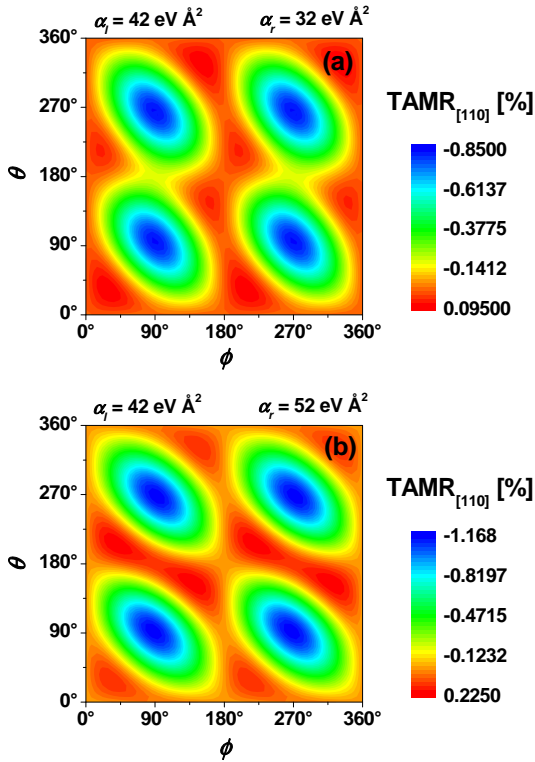 α_l = 42 eV Å² α_r = 32 eV Å²
(a)
TAMR[110] [%]
-0.8500
-0.6137
-0.3775
-0.1412
0.09500
360°
270°
180°
90°
0°
θ
0° 90° 180° 270° 360°
ϕ
α_l = 42 eV Å² α_r = 52 eV Å²
(b)
TAMR[110] [%]
-1.168
-0.8197
-0.4715
-0.1232
0.2250
360°
270°
180°
90°
0°
θ
0° 90° 180° 270° 360°
ϕ